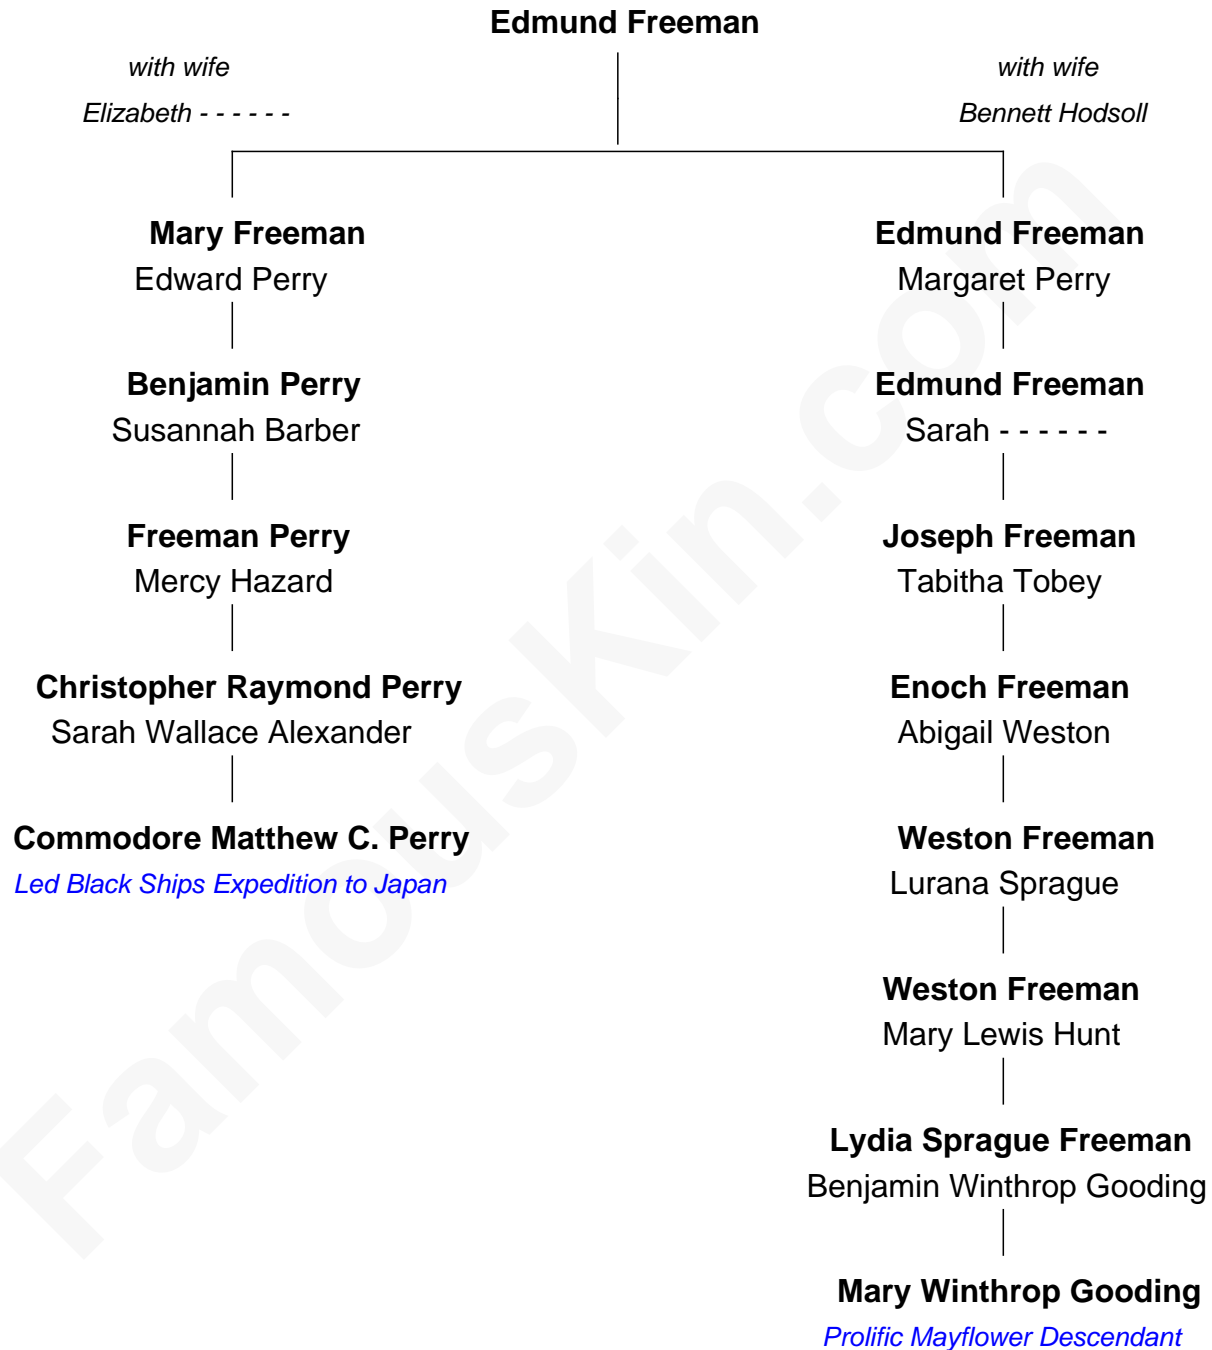 Edmund Freeman
with wife
Elizabeth - - - - - -
with wife
Bennett Hodsoll
Mary Freeman
Edward Perry
Benjamin Perry
Susannah Barber
Freeman Perry
Mercy Hazard
Christopher Raymond Perry
Sarah Wallace Alexander
Commodore Matthew C. Perry
Led Black Ships Expedition to Japan
Edmund Freeman
Margaret Perry
Edmund Freeman
Sarah - - - - - -
Joseph Freeman
Tabitha Tobey
Enoch Freeman
Abigail Weston
Weston Freeman
Lurana Sprague
Weston Freeman
Mary Lewis Hunt
Lydia Sprague Freeman
Benjamin Winthrop Gooding
Mary Winthrop Gooding
Prolific Mayflower Descendant
FamousKin.com